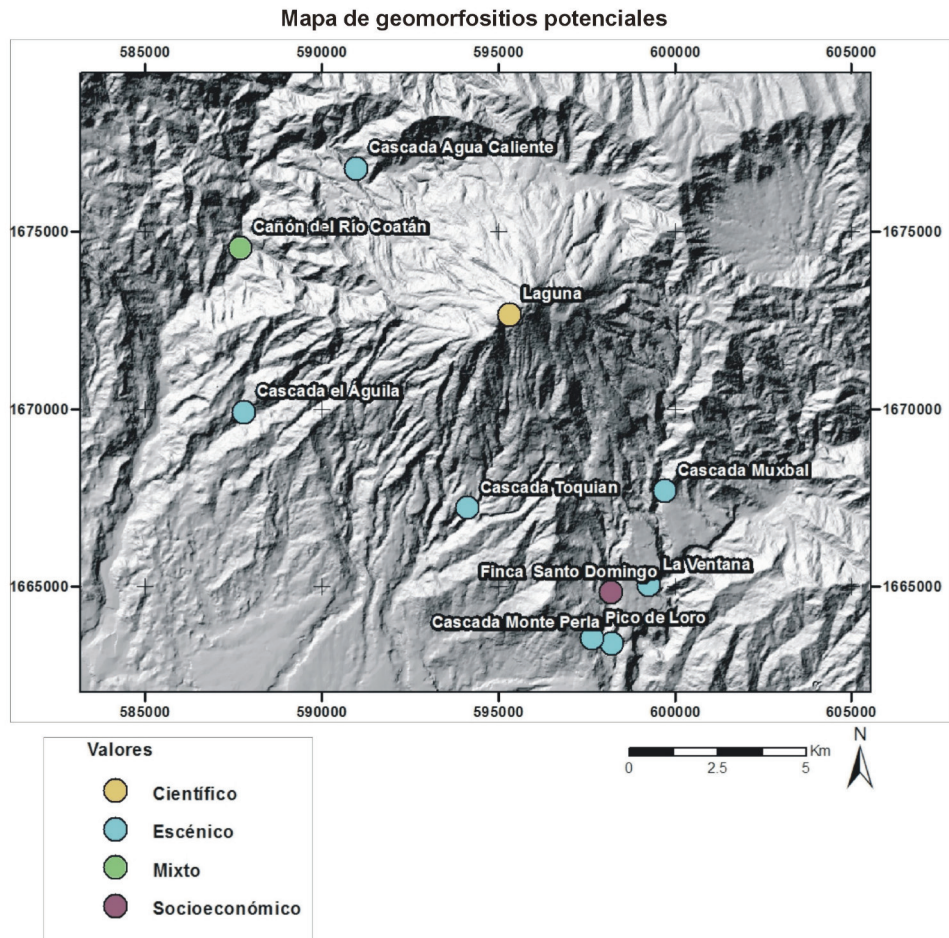 Mapa de geomorfositios potenciales
585000 590000 595000 600000 605000
Cascada Agua Caliente
1675000 1675000
Cañón del Río Coatán
Laguna
Cascada el Águila
1670000 1670000
Cascada Muxbal
Cascada Toquian
La Ventana
Finca Santo Domingo
1665000 1665000
Cascada Monte Perla Pico de Loro
585000 590000 595000 600000 605000
Valores
Científico
Escénico
Mixto
Socioeconómico
N
Km
0 2.5 5